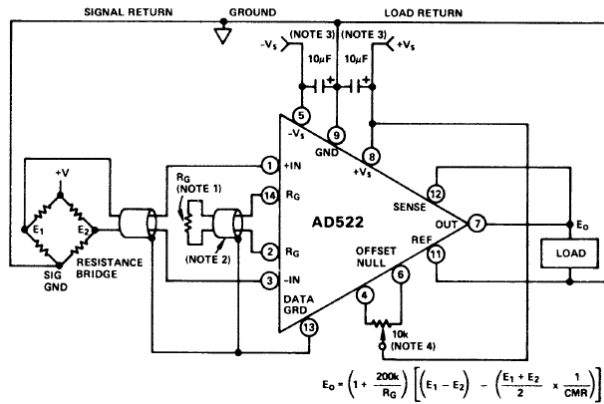 SIGNAL RETURN GROUND LOAD RETURN
(NOTE 3) (NOTE 3)
–Vs +Vs
10μF 10μF
+ +
5 9 8
–Vs GND +Vs
1 +IN
RG
(NOTE 1)
14 RG
+V
12
SENSE
E1 E2
AD522
OUT 7 Eo
(NOTE 2)
2 RG
OFFSET
NULL
REF
11
LOAD
SIG
GND
RESISTANCE
BRIDGE
3 –IN
6
4
DATA
GRD
13
10k
(NOTE 4)
Eo = (1 + 200k / RG) [(E1 – E2) – (E1 + E2 / 2 x 1 / CMR)]